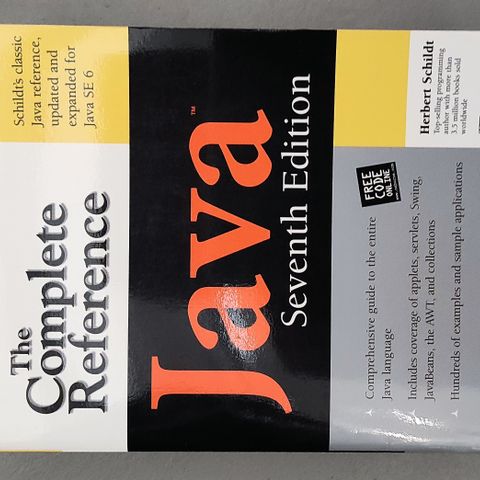 The
Complete
Reference
Schildt's classic
Java reference,
updated and
expanded for
Java SE 6
Java™
Seventh Edition
Comprehensive guide to the entire
Java language
Includes coverage of applets, servlets, Swing,
JavaBeans, the AWT, and collections
Hundreds of examples and sample applications
FREE
CODE
ONLINE
Herbert Schildt
Top-selling programming
author with more than
3.5 million books sold
worldwide